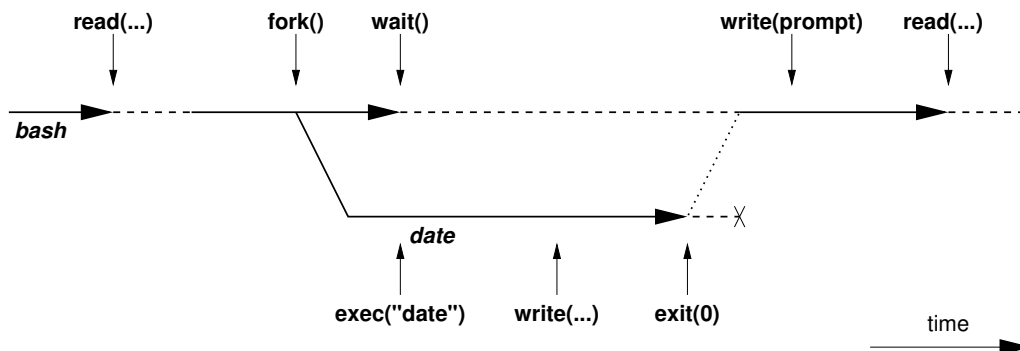 read(...) fork() wait() write(prompt) read(...)
bash
date
exec("date") write(...) exit(0)
time